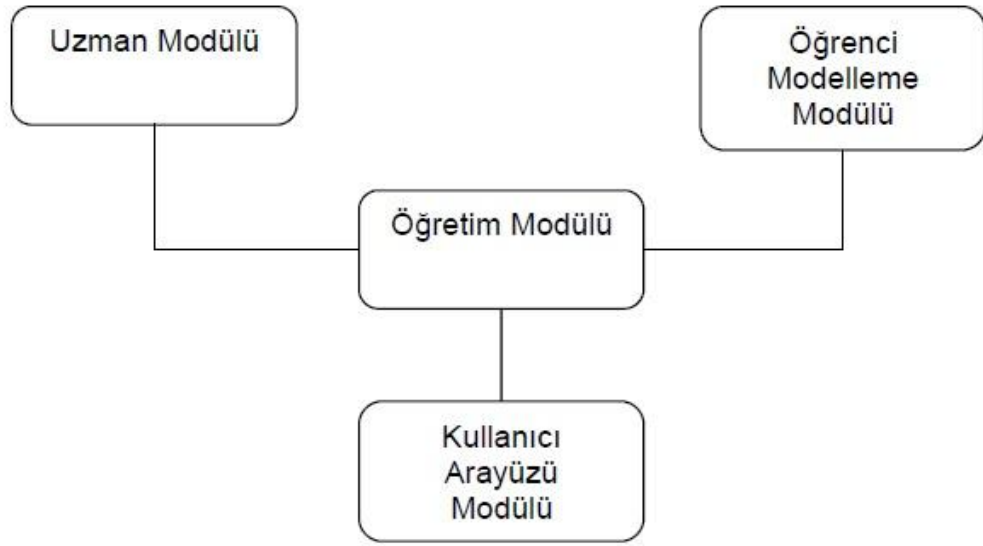 Uzman Modülü
Öğrenci
Modelleme
Modülü
Öğretim Modülü
Kullanıcı
Arayüzü
Modülü